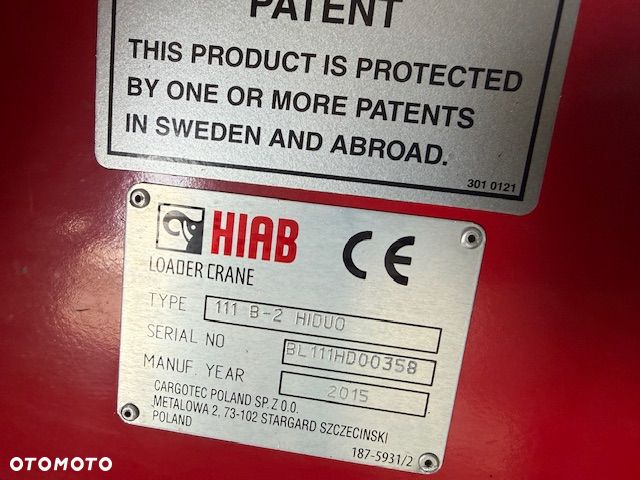 PATENT
THIS PRODUCT IS PROTECTED
BY ONE OR MORE PATENTS
IN SWEDEN AND ABROAD.
301 0121
HIAB CE
LOADER CRANE
TYPE 111 B-2 HIDUO
SERIAL NO BL111HD00358
MANUF. YEAR 2015
CARGOTEC POLAND SP. Z O.O.
METALOWA 2, 73-102 STARGARD SZCZECINSKI
POLAND
187-5931/2
OTOMOTO